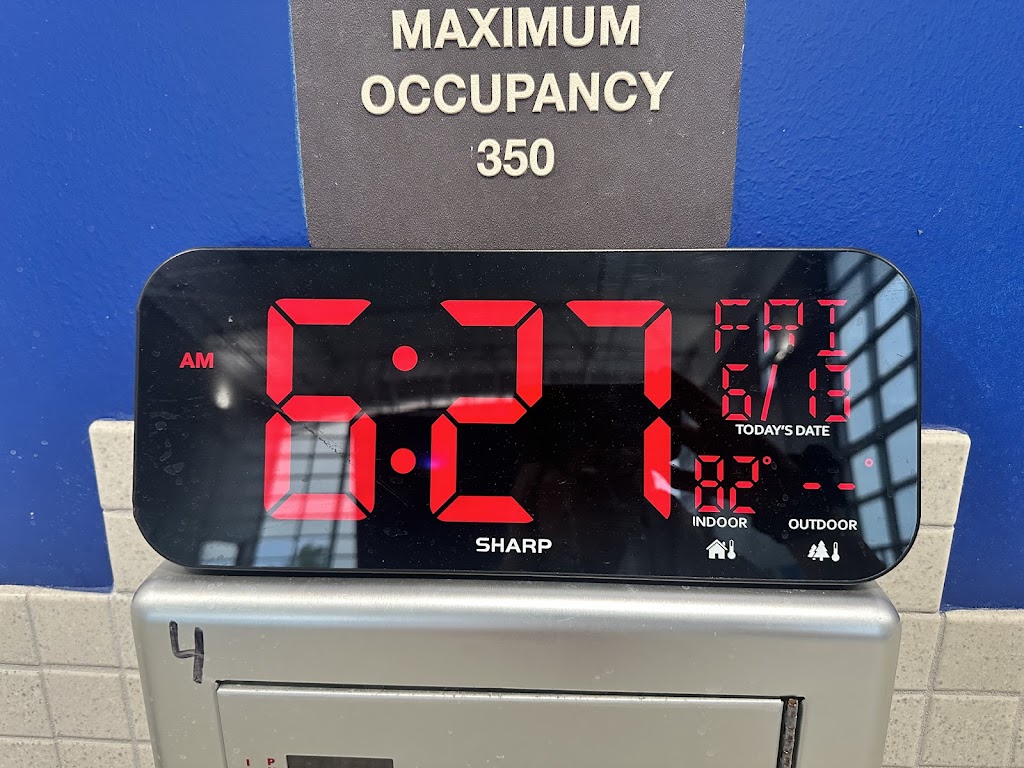 MAXIMUM
OCCUPANCY
350
AM
6:27
FRI
6/13
TODAY'S DATE
82° --°
INDOOR OUTDOOR
SHARP
4
I P